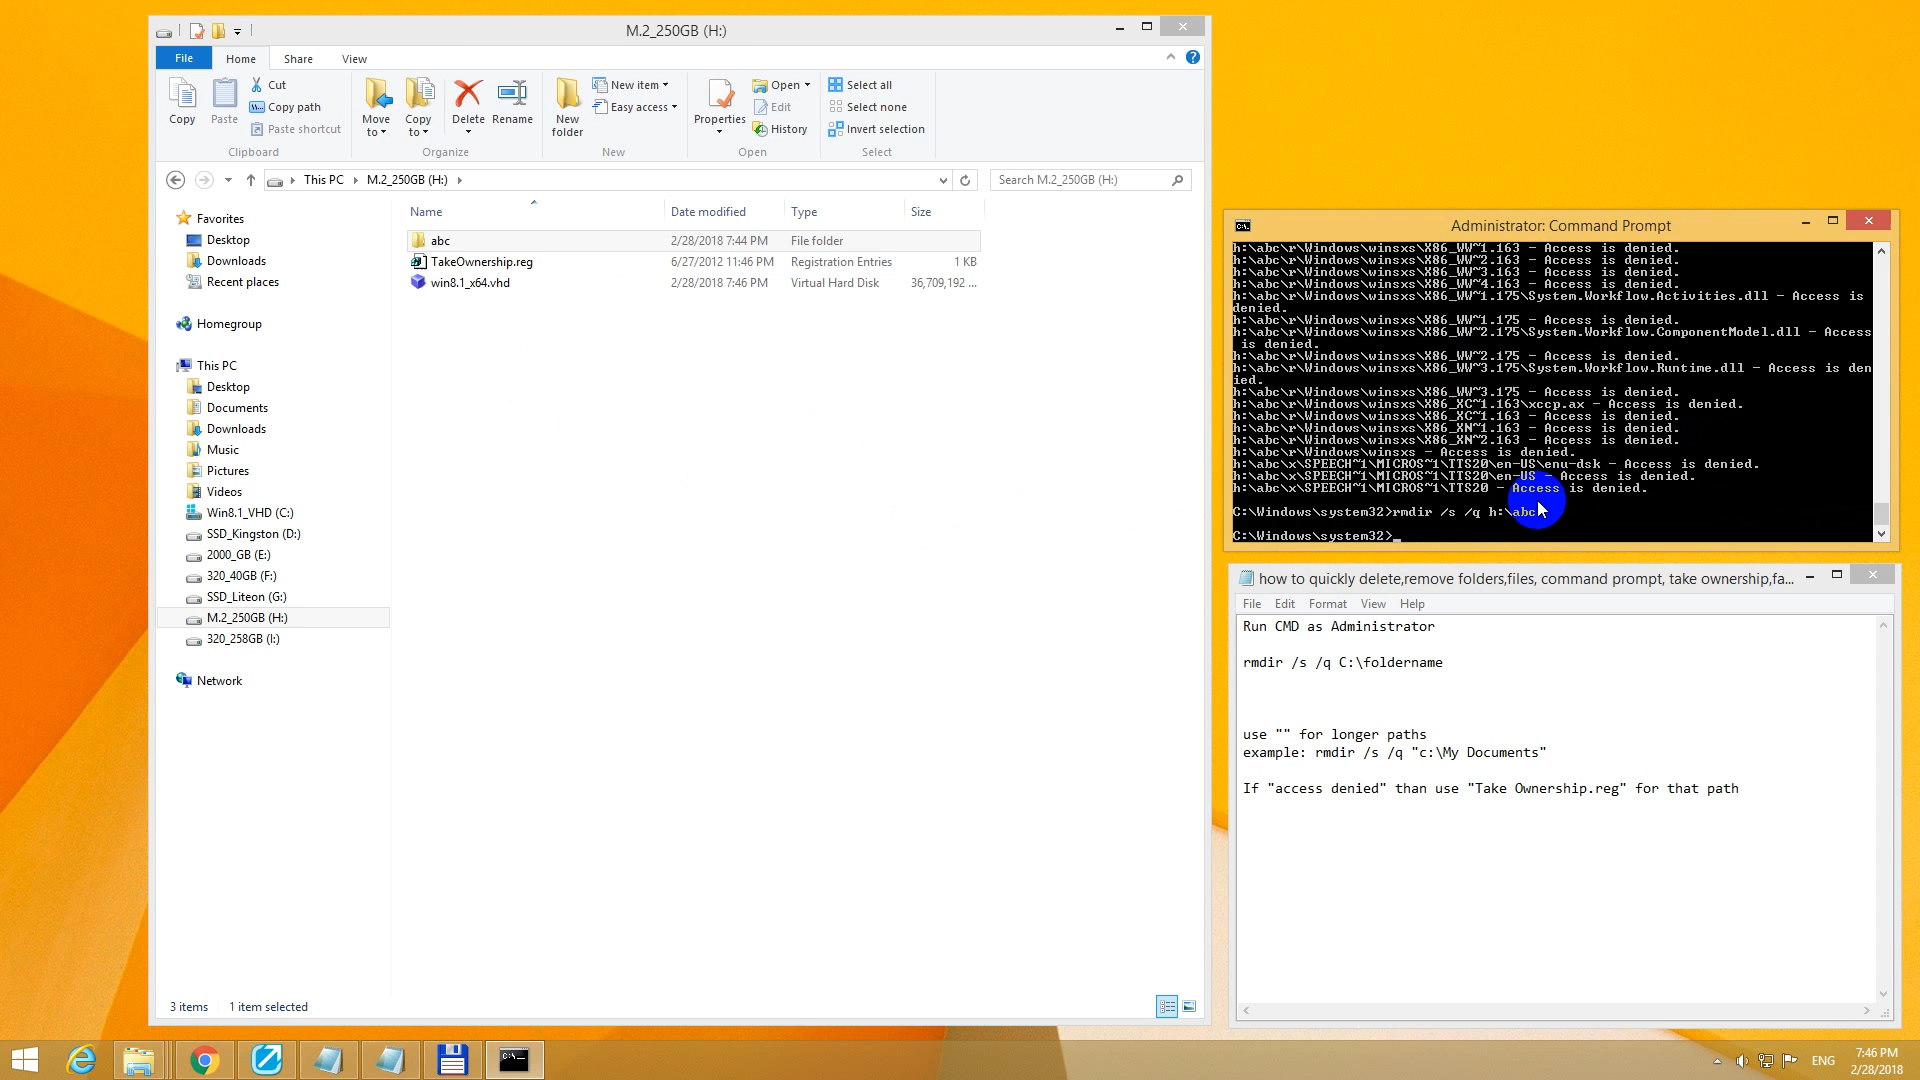 M.2_250GB (H:)
File
Home
Share
View
Copy
Paste
Cut
Copy path
Paste shortcut
Clipboard
Move to
Copy to
Delete
Rename
Organize
New folder
New item
Easy access
New
Properties
Open
Edit
History
Open
Select all
Select none
Invert selection
Select
This PC
M.2_250GB (H:)
Search M.2_250GB (H:)
Favorites
Desktop
Downloads
Recent places
Homegroup
This PC
Desktop
Documents
Downloads
Music
Pictures
Videos
Win8.1_VHD (C:)
SSD_Kingston (D:)
2000_GB (E:)
320_40GB (F:)
SSD_Liteon (G:)
M.2_250GB (H:)
320_258GB (I:)
Network
Name Date modified Type Size
abc 2/28/2018 7:44 PM File folder
TakeOwnership.reg 6/27/2012 11:46 PM Registration Entries 1 KB
win8.1_x64.vhd 2/28/2018 7:46 PM Virtual Hard Disk 36,709,192 ...
3 items 1 item selected
Administrator: Command Prompt
h:\abc\r\Windows\winsxs\X86_WW~1.163 - Access is denied.
h:\abc\r\Windows\winsxs\X86_WW~2.163 - Access is denied.
h:\abc\r\Windows\winsxs\X86_WW~3.163 - Access is denied.
h:\abc\r\Windows\winsxs\X86_WW~4.163 - Access is denied.
h:\abc\r\Windows\winsxs\X86_WW~1.175\System.Workflow.Activities.dll - Access is
denied.
h:\abc\r\Windows\winsxs\X86_WW~1.175 - Access is denied.
h:\abc\r\Windows\winsxs\X86_WW~2.175\System.Workflow.ComponentModel.dll - Access
is denied.
h:\abc\r\Windows\winsxs\X86_WW~2.175 - Access is denied.
h:\abc\r\Windows\winsxs\X86_WW~3.175\System.Workflow.Runtime.dll - Access is den
ied.
h:\abc\r\Windows\winsxs\X86_WW~3.175 - Access is denied.
h:\abc\r\Windows\winsxs\X86_XC~1.163\xccp.ax - Access is denied.
h:\abc\r\Windows\winsxs\X86_XC~1.163 - Access is denied.
h:\abc\r\Windows\winsxs\X86_XN~1.163 - Access is denied.
h:\abc\r\Windows\winsxs\X86_XN~2.163 - Access is denied.
h:\abc\r\Windows\winsxs - Access is denied.
h:\abc\x\SPEECH~1\MICROS~1\TTS20\en-US\enu-dsk - Access is denied.
h:\abc\x\SPEECH~1\MICROS~1\TTS20\en-US - Access is denied.
h:\abc\x\SPEECH~1\MICROS~1\TTS20 - Access is denied.
C:\Windows\system32>rmdir /s /q h:\abc
C:\Windows\system32>_
how to quickly delete,remove folders,files, command prompt, take ownership,fa...
File Edit Format View Help
Run CMD as Administrator
rmdir /s /q C:\foldername
use "" for longer paths
example: rmdir /s /q "c:\My Documents"
If "access denied" than use "Take Ownership.reg" for that path
ENG
7:46 PM
2/28/2018